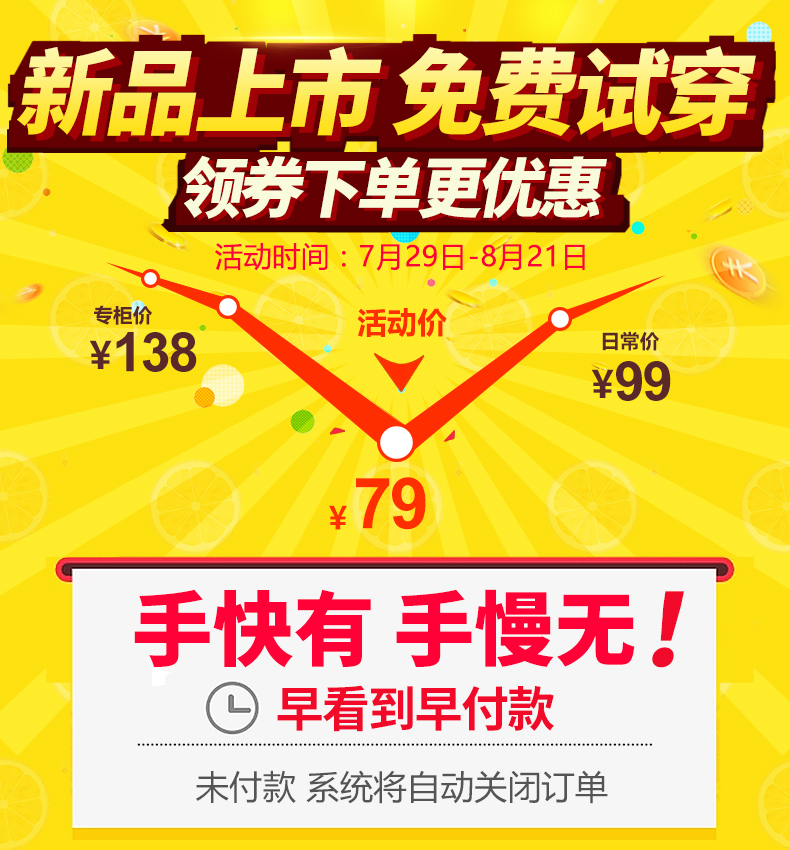 新品上市 免费试穿
领券下单更优惠
活动时间：7月29日-8月21日
专柜价
¥138
活动价
日常价
¥99
¥79
手快有 手慢无！
早看到早付款
未付款 系统将自动关闭订单